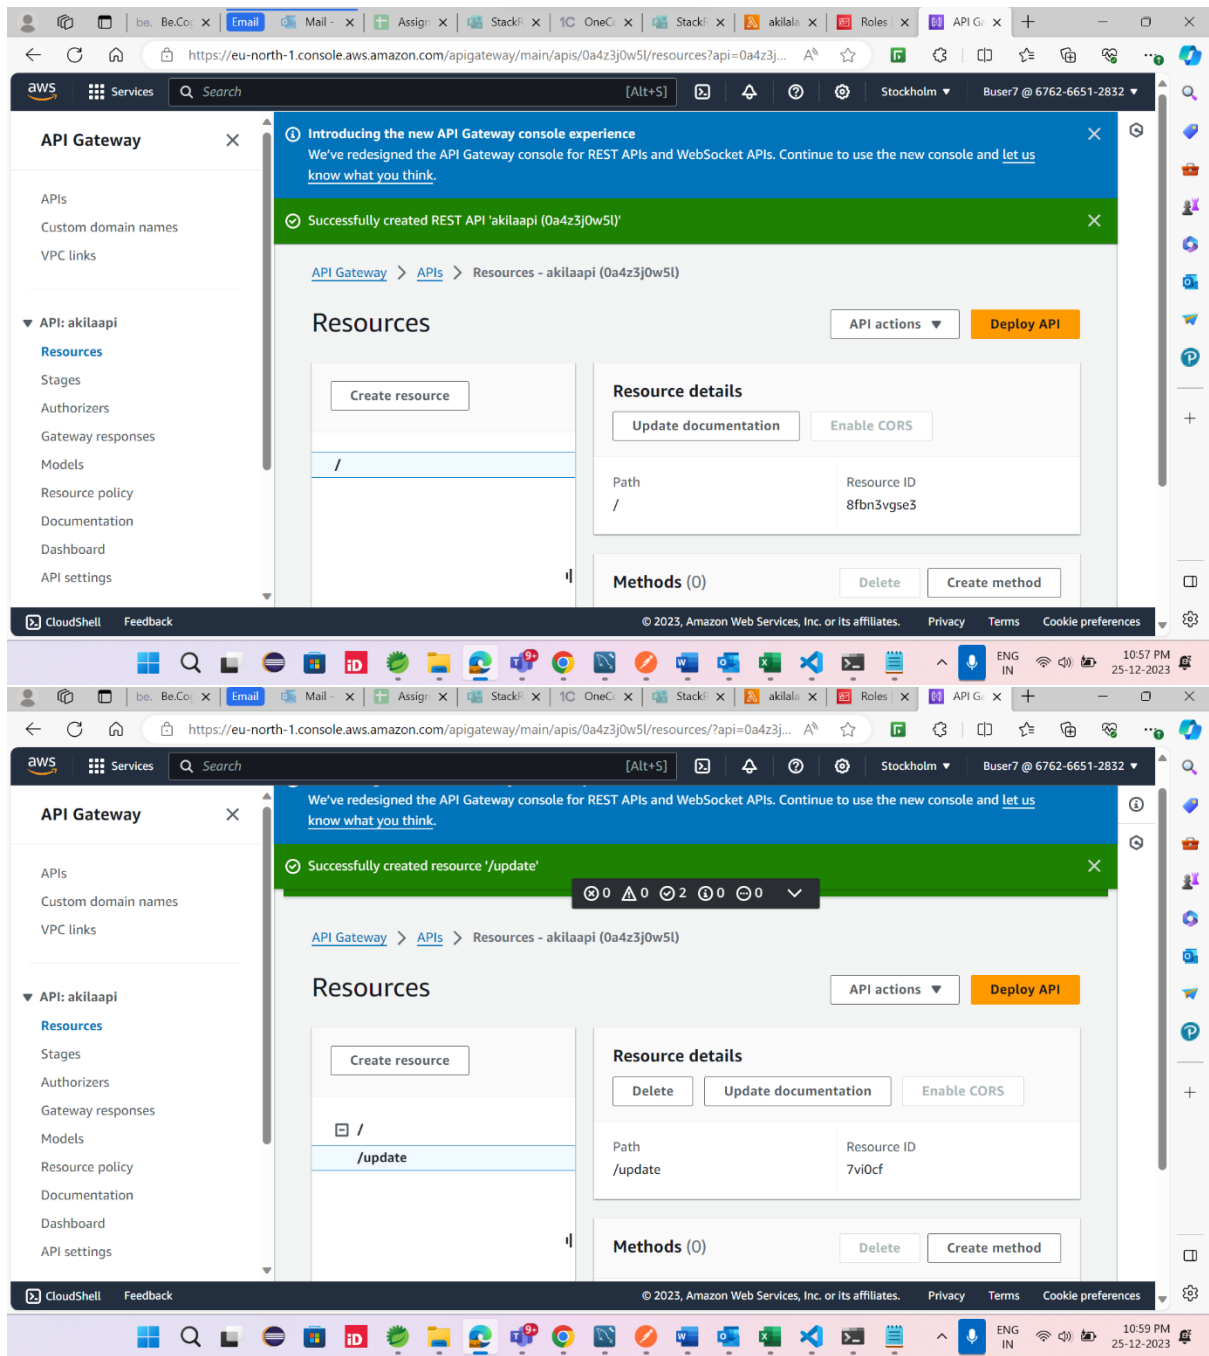 be. Be.Cog
Email
Mail -
Assign
StackR
1C OneCo
StackR
akilala
Roles
API Ga
https://eu-north-1.console.aws.amazon.com/apigateway/main/apis/0a4z3j0w5l/resources?api=0a4z3j...
aws Services Search [Alt+S] Stockholm ▼ Buser7 @ 6762-6651-2832 ▼
API Gateway
APIs
Custom domain names
VPC links
▼ API: akilaapi
Resources
Stages
Authorizers
Gateway responses
Models
Resource policy
Documentation
Dashboard
API settings
Introducing the new API Gateway console experience
We've redesigned the API Gateway console for REST APIs and WebSocket APIs. Continue to use the new console and let us
know what you think.
Successfully created REST API 'akilaapi (0a4z3j0w5l)'
API Gateway > APIs > Resources - akilaapi (0a4z3j0w5l)
Resources
API actions ▼
Deploy API
Create resource
/
Resource details
Update documentation
Enable CORS
Path
/
Resource ID
8fbn3vgse3
Methods (0)
Delete
Create method
CloudShell Feedback © 2023, Amazon Web Services, Inc. or its affiliates. Privacy Terms Cookie preferences
iD
9+
ENG
IN
10:57 PM
25-12-2023
be. Be.Cog
Email
Mail -
Assign
StackR
1C OneCo
StackR
akilala
Roles
API Ga
https://eu-north-1.console.aws.amazon.com/apigateway/main/apis/0a4z3j0w5l/resources/?api=0a4z3j...
aws Services Search [Alt+S] Stockholm ▼ Buser7 @ 6762-6651-2832 ▼
API Gateway
APIs
Custom domain names
VPC links
▼ API: akilaapi
Resources
Stages
Authorizers
Gateway responses
Models
Resource policy
Documentation
Dashboard
API settings
We've redesigned the API Gateway console for REST APIs and WebSocket APIs. Continue to use the new console and let us
know what you think.
Successfully created resource '/update'
0 0 2 0 0
API Gateway > APIs > Resources - akilaapi (0a4z3j0w5l)
Resources
API actions ▼
Deploy API
Create resource
/
/update
Resource details
Delete
Update documentation
Enable CORS
Path
/update
Resource ID
7vi0cf
Methods (0)
Delete
Create method
CloudShell Feedback © 2023, Amazon Web Services, Inc. or its affiliates. Privacy Terms Cookie preferences
iD
9+
ENG
IN
10:59 PM
25-12-2023